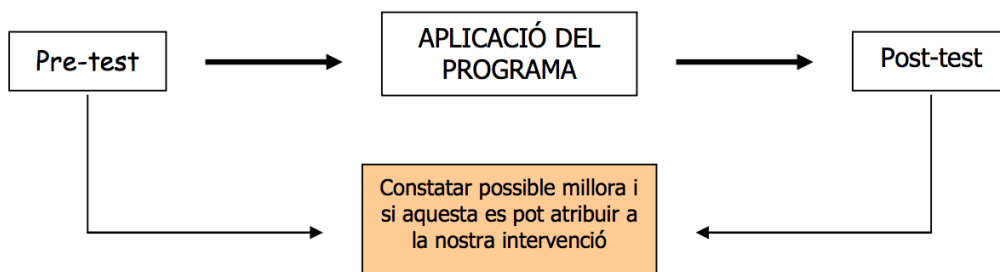 Pre-test
APLICACIÓ DEL
PROGRAMA
Post-test
Constatar possible millora i
si aquesta es pot atribuir a
la nostra intervenció